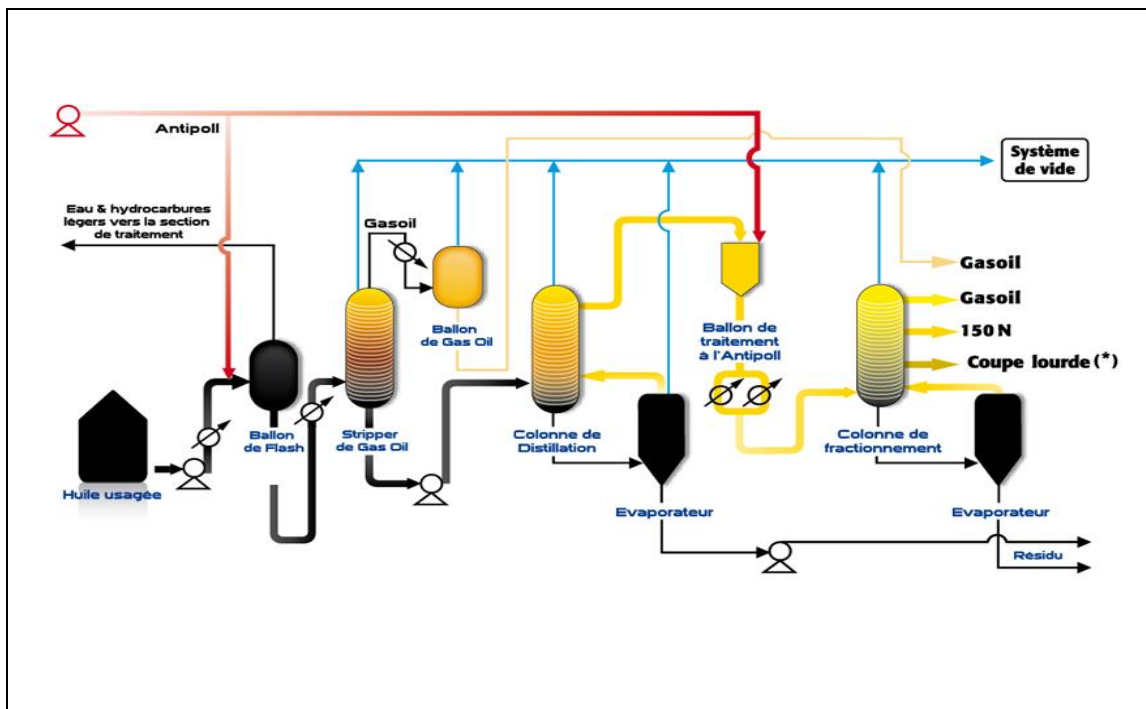 Antipoll
Système
de vide
Eau & hydrocarbures
légers vers la section
de traitement
Gasoil
Gasoil
Gasoil
150 N
Coupe lourde(*)
Ballon
de Gas Oil
Ballon de
traitement
à l'Antipoll
Ballon
de Flash
Stripper
de Gas Oil
Colonne de
Distillation
Colonne de
fractionnement
Huile usagée
Evaporateur
Evaporateur
Résidu